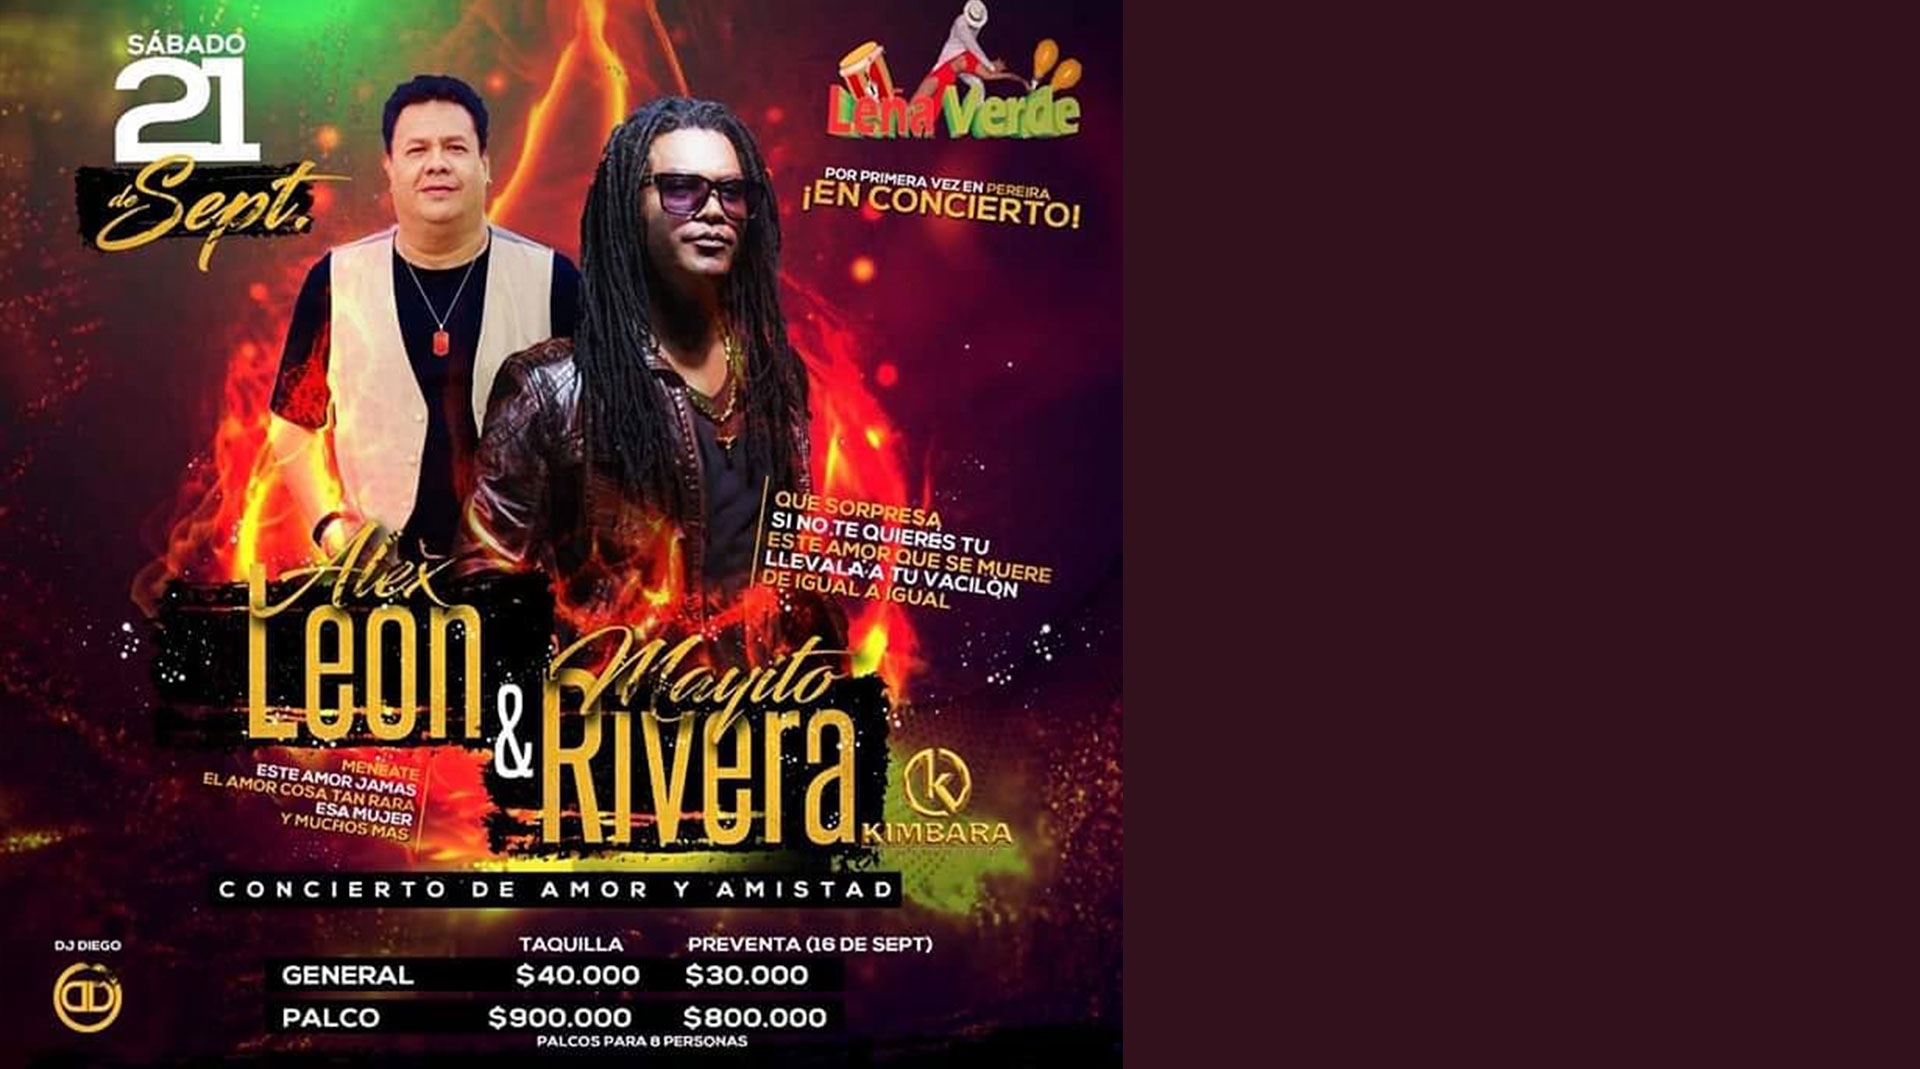 SÁBADO
21
de Sept.
Leña Verde
POR PRIMERA VEZ EN PEREIRA
¡EN CONCIERTO!
QUE SORPRESA
SI NO TE QUIERES TU
ESTE AMOR QUE SE MUERE
LLEVALA A TU VACILON
DE IGUAL A IGUAL
Alex
León
&
Mayito
Rivera
MENEATE
ESTE AMOR JAMAS
EL AMOR COSA TAN RARA
ESA MUJER
Y MUCHOS MAS
K
KIMBARA
CONCIERTO DE AMOR Y AMISTAD
DJ DIEGO
DD
TAQUILLA PREVENTA (16 DE SEPT)
GENERAL $40.000 $30.000
PALCO $900.000 $800.000
PALCOS PARA 8 PERSONAS